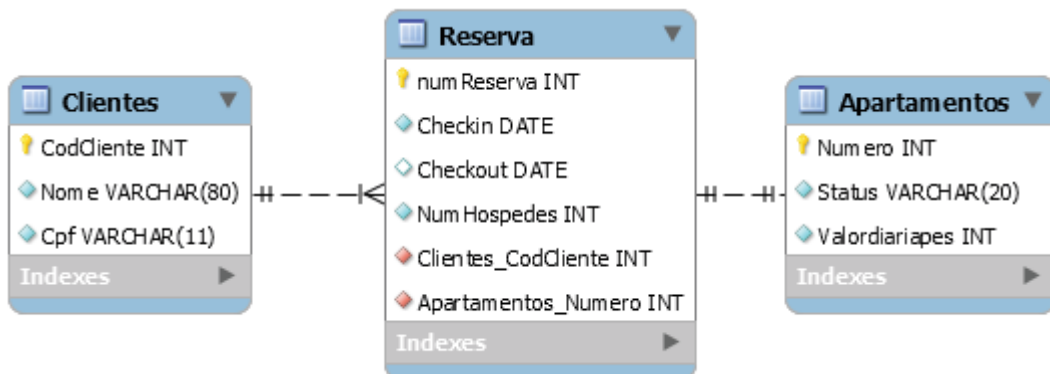 Clientes
CodCliente INT
Nome VARCHAR(80)
Cpf VARCHAR(11)
Indexes
Reserva
numReserva INT
Checkin DATE
Checkout DATE
NumHospedes INT
Clientes_CodCliente INT
Apartamentos_Numero INT
Indexes
Apartamentos
Numero INT
Status VARCHAR(20)
Valordiariapes INT
Indexes